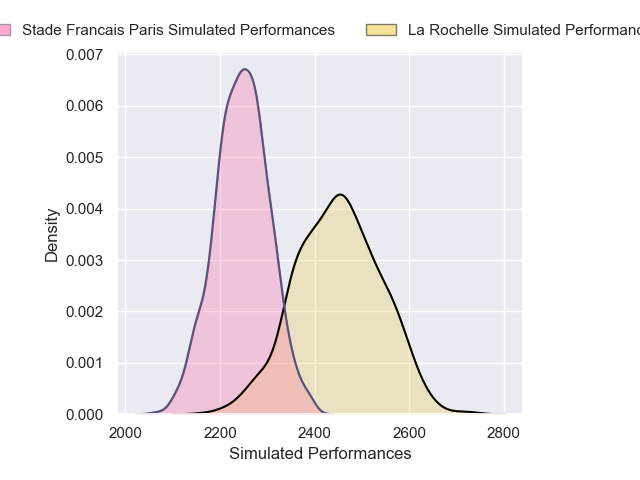 Stade Francais Paris Simulated Performances
La Rochelle Simulated
0.007
0.006
0.005
0.004
0.003
0.002
0.001
0.000
Density
2000 2200 2400 2600 2800
Simulated Performances